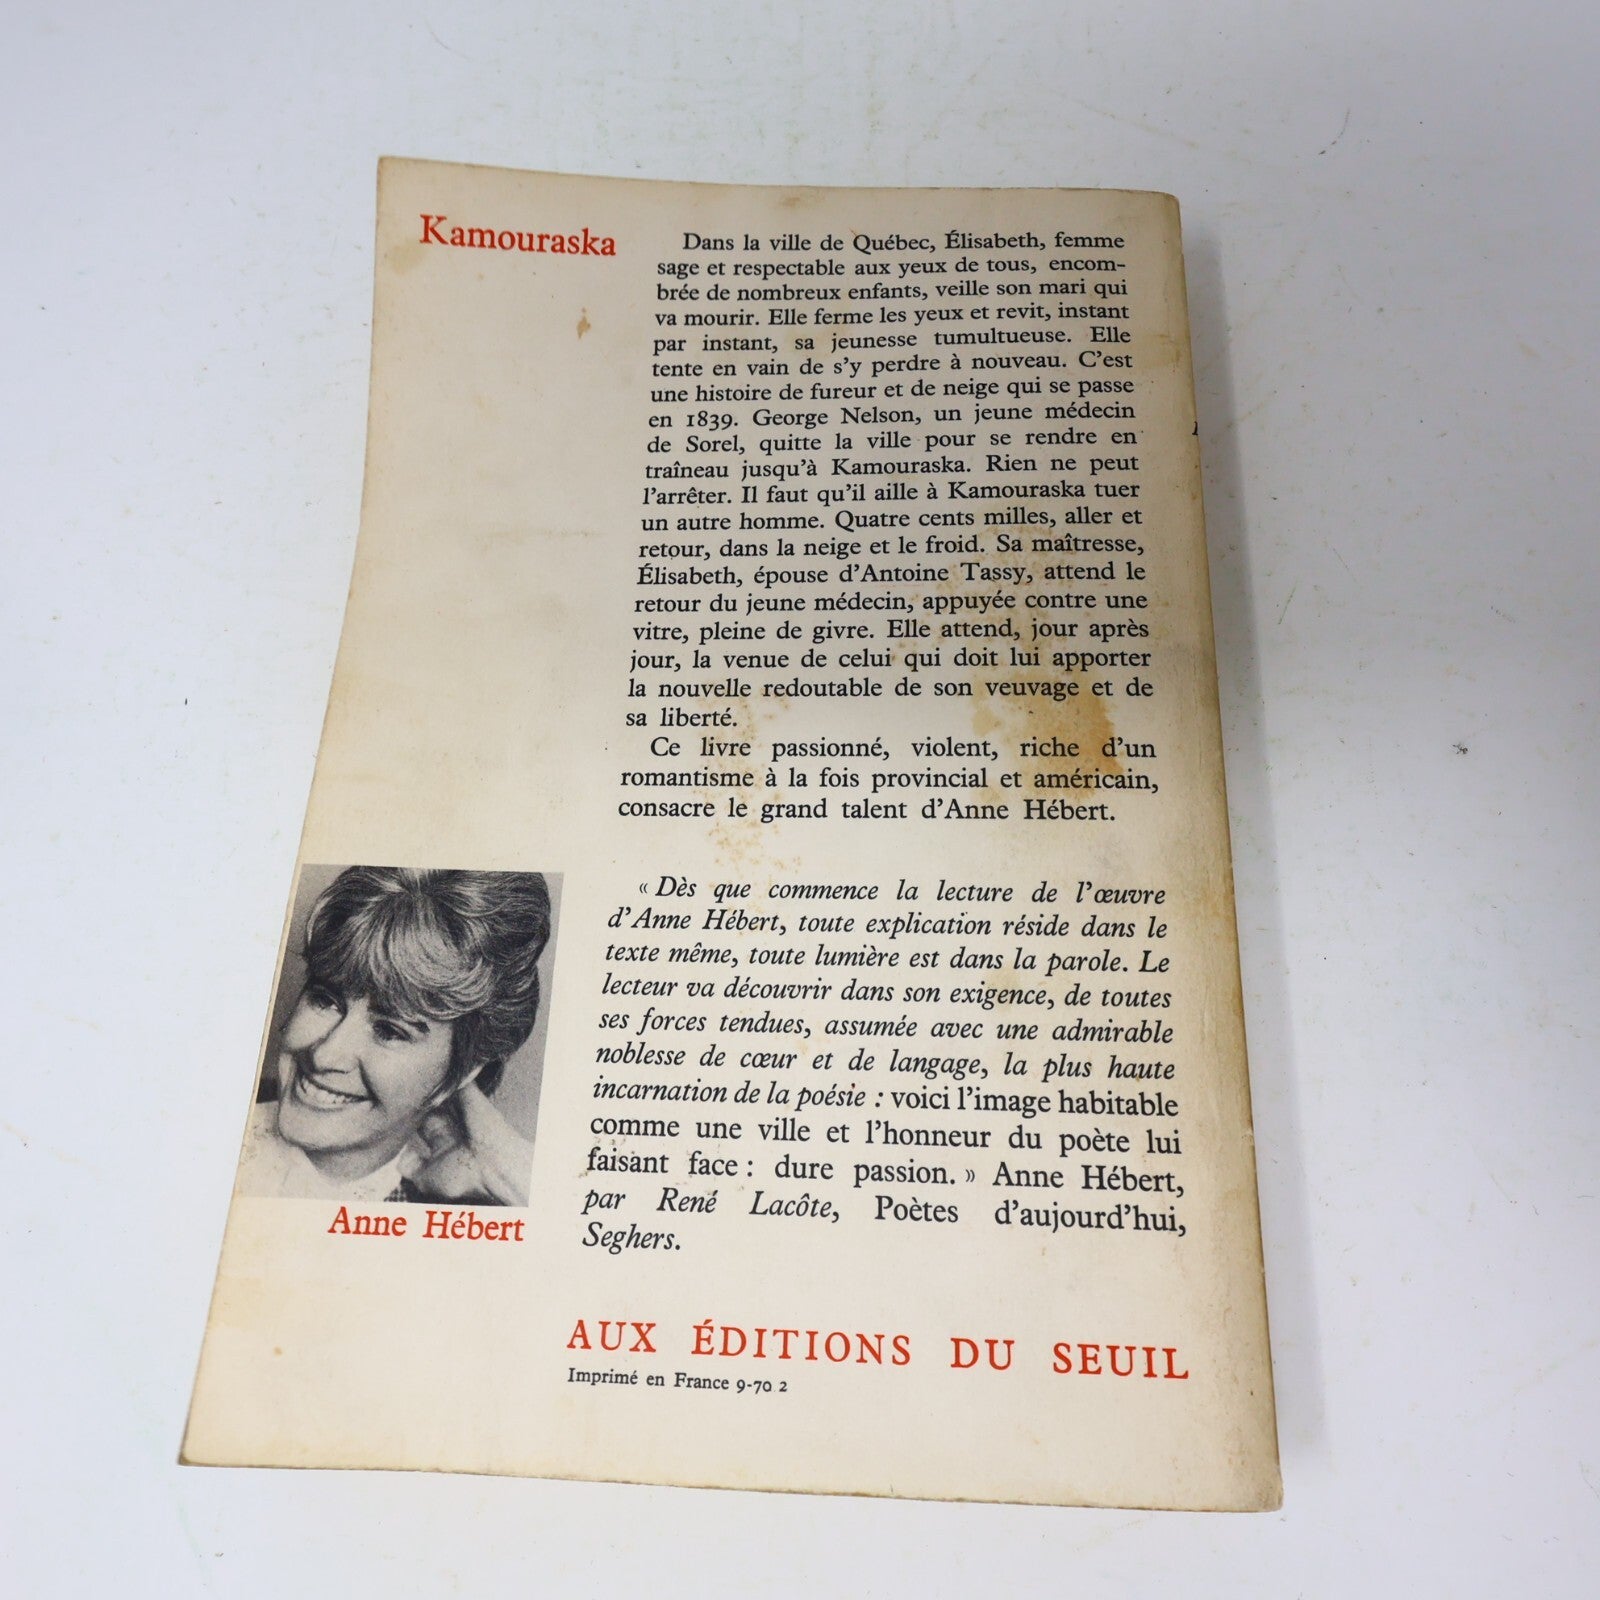 Kamouraska
Dans la ville de Québec, Élisabeth, femme
sage et respectable aux yeux de tous, encom-
brée de nombreux enfants, veille son mari qui
va mourir. Elle ferme les yeux et revit, instant
par instant, sa jeunesse tumultueuse. Elle
tente en vain de s'y perdre à nouveau. C'est
une histoire de fureur et de neige qui se passe
en 1839. George Nelson, un jeune médecin
de Sorel, quitte la ville pour se rendre en
traîneau jusqu'à Kamouraska. Rien ne peut
l'arrêter. Il faut qu'il aille à Kamouraska tuer
un autre homme. Quatre cents milles, aller et
retour, dans la neige et le froid. Sa maîtresse,
Élisabeth, épouse d'Antoine Tassy, attend le
retour du jeune médecin, appuyée contre une
vitre, pleine de givre. Elle attend, jour après
jour, la venue de celui qui doit lui apporter
la nouvelle redoutable de son veuvage et de
sa liberté.
Ce livre passionné, violent, riche d'un
romantisme à la fois provincial et américain,
consacre le grand talent d'Anne Hébert.
« Dès que commence la lecture de l'œuvre
d'Anne Hébert, toute explication réside dans le
texte même, toute lumière est dans la parole. Le
lecteur va découvrir dans son exigence, de toutes
ses forces tendues, assumée avec une admirable
noblesse de cœur et de langage, la plus haute
incarnation de la poésie : voici l'image habitable
comme une ville et l'honneur du poète lui
faisant face : dure passion. » Anne Hébert,
par René Lacôte, Poètes d'aujourd'hui,
Seghers.
Anne Hébert
AUX ÉDITIONS DU SEUIL
Imprimé en France 9-70 2